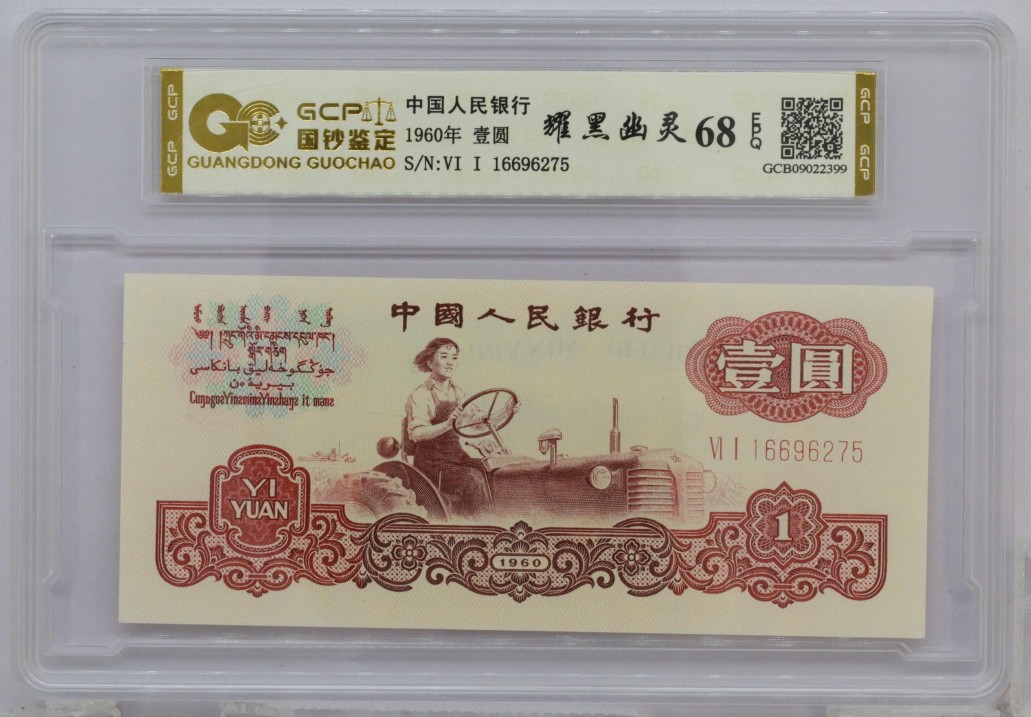 GCP
GCP
GCP
国钞鉴定
GUANGDONG GUOCHAO
中国人民银行
1960年 壹圆
S/N:VI I 16696275
耀黑幽灵 68 EPQ
GCB09022399
GCP
GCP
中國人民銀行
壹圓
VI I 16696275
YI
YUAN
1960
1